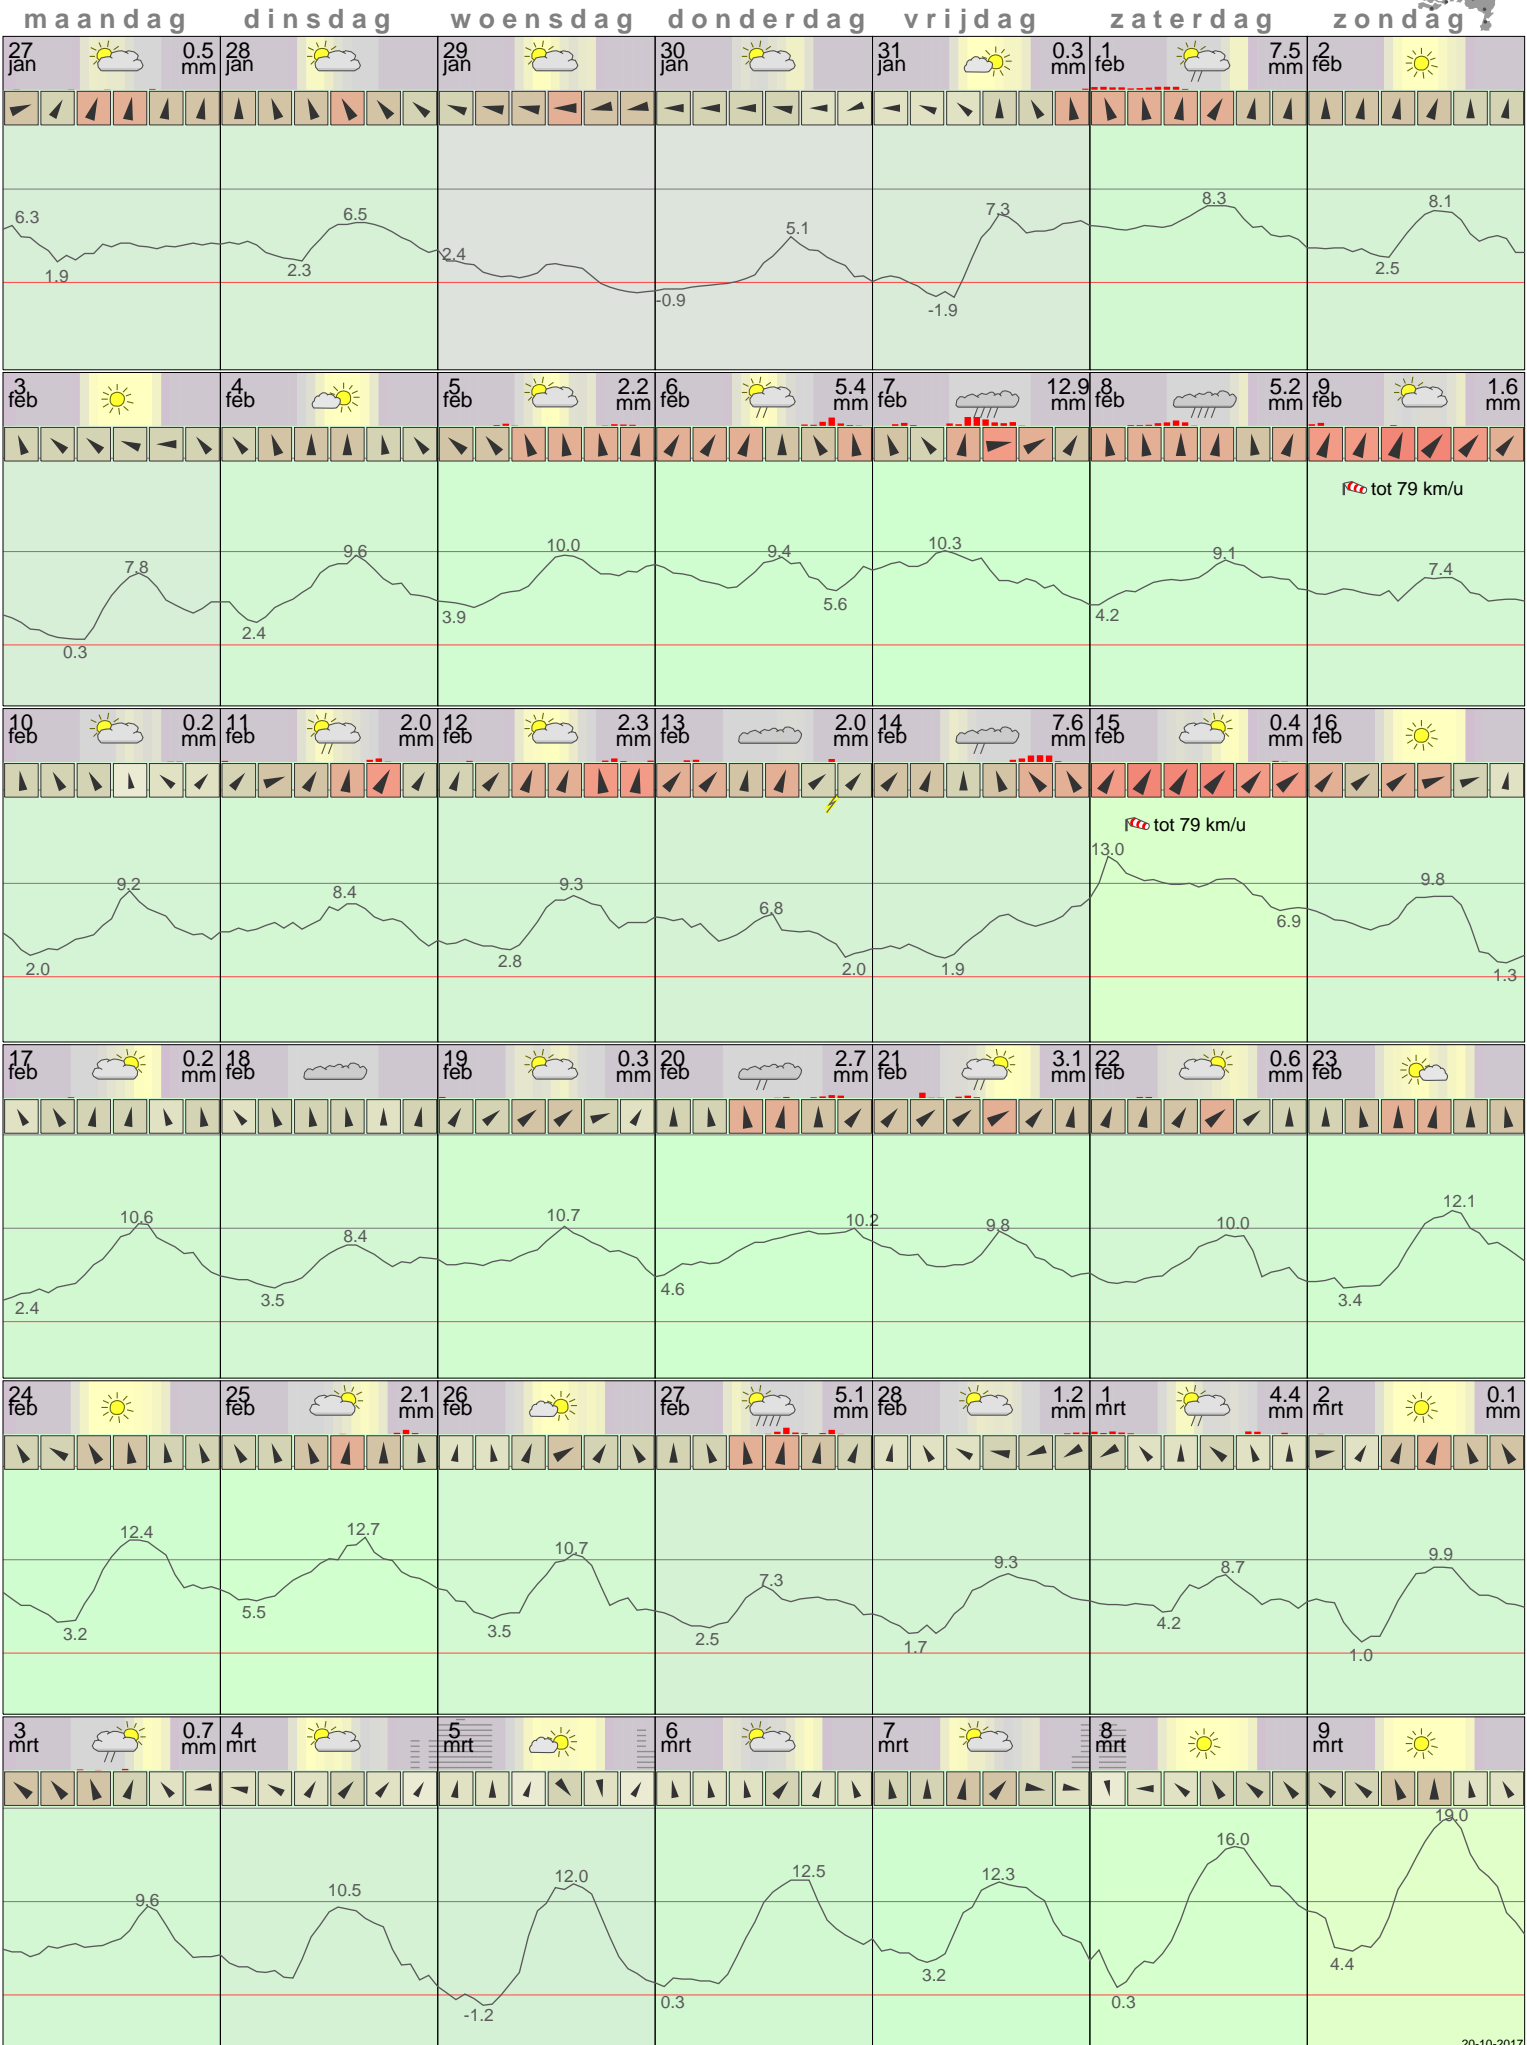 maandag dinsdag woensdag donderdag vrijdag zaterdag zondag
27 jan 0.5 mm 28 jan 29 jan 30 jan 31 jan 0.3 mm 1 feb 7.5 mm 2 feb
6.3 1.9 2.3 6.5 2.4 -0.9 5.1 -1.9 7.3 8.3 2.5 8.1
3 feb 4 feb 5 feb 2.2 mm 6 feb 5.4 mm 7 feb 12.9 mm 8 feb 5.2 mm 9 feb 1.6 mm
tot 79 km/u
0.3 7.8 2.4 9.6 3.9 10.0 9.4 5.6 10.3 4.2 9.1 7.4
10 feb 0.2 mm 11 feb 2.0 mm 12 feb 2.3 mm 13 feb 2.0 mm 14 feb 7.6 mm 15 feb 0.4 mm 16 feb
tot 79 km/u
2.0 9.2 8.4 2.8 9.3 6.8 2.0 1.9 13.0 6.9 9.8 1.3
17 feb 0.2 mm 18 feb 19 feb 0.3 mm 20 feb 2.7 mm 21 feb 3.1 mm 22 feb 0.6 mm 23 feb
2.4 10.6 3.5 8.4 10.7 4.6 10.2 9.8 10.0 3.4 12.1
24 feb 25 feb 2.1 mm 26 feb 27 feb 5.1 mm 28 feb 1.2 mm 1 mrt 4.4 mm 2 mrt 0.1 mm
3.2 12.4 5.5 12.7 3.5 10.7 2.5 7.3 1.7 9.3 4.2 8.7 1.0 9.9
3 mrt 0.7 mm 4 mrt 5 mrt 6 mrt 7 mrt 8 mrt 9 mrt
9.6 10.5 -1.2 12.0 0.3 12.5 3.2 12.3 0.3 16.0 4.4 19.0
20-10-2017